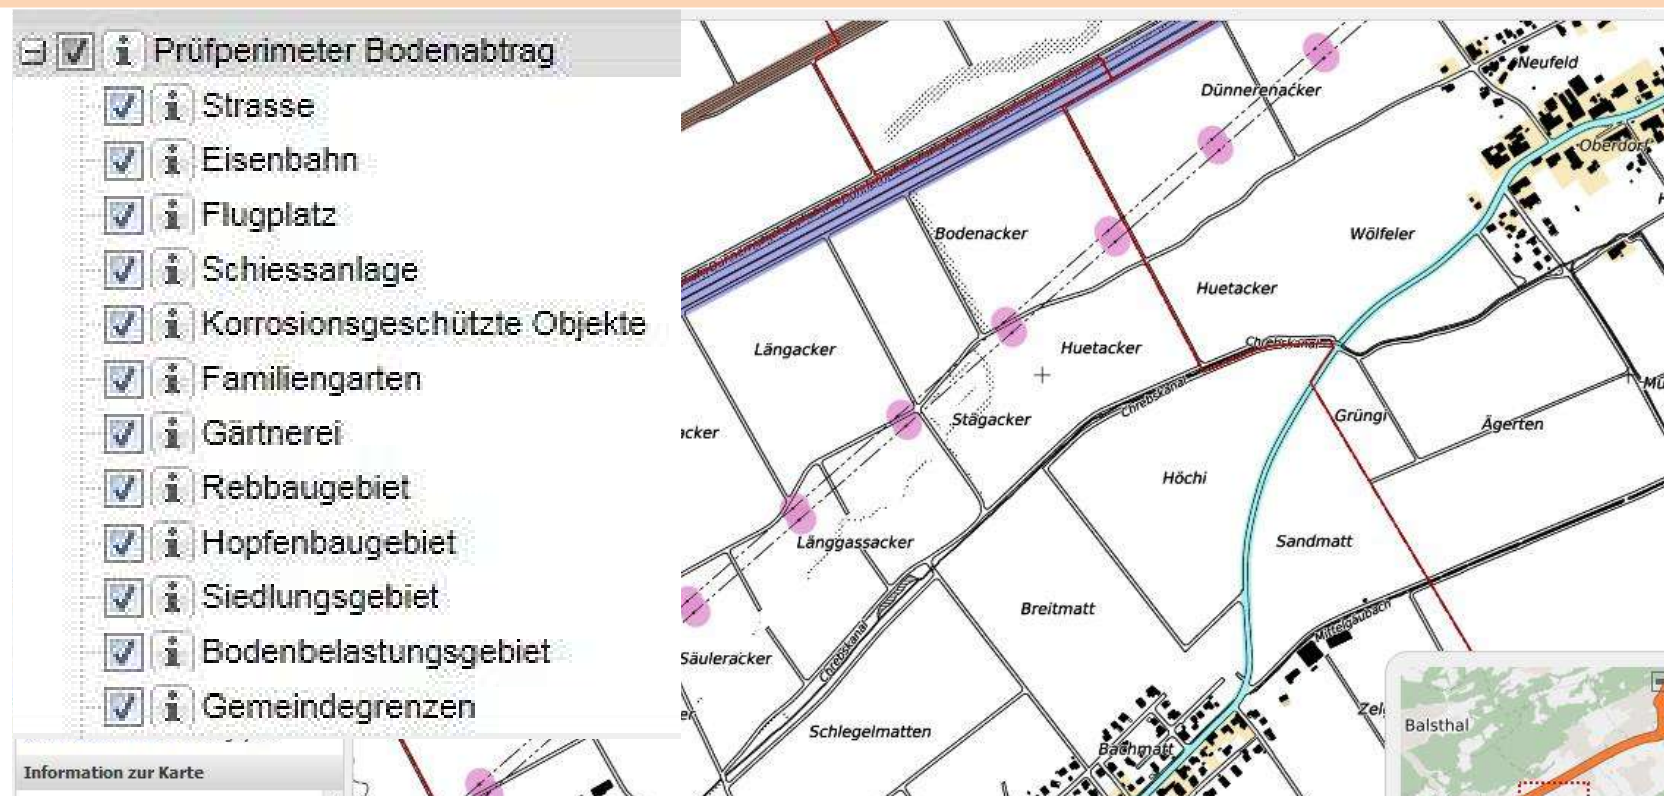 Prüfperimeter Bodenabtrag
Strasse
Eisenbahn
Flugplatz
Schiessanlage
Korrosionsgeschützte Objekte
Familiengarten
Gärtnerei
Rebbaugebiet
Hopfenbaugebiet
Siedlungsgebiet
Bodenbelastungsgebiet
Gemeindegrenzen
Information zur Karte
Neufeld
Dünnerenacker
Oberdorf
Bodenacker
Wölfeler
Huetacker
Längacker
Huetacker
Chrebskanal
Chrebskanal
Stägacker
Grüngi
Ägerten
acker
Höchi
Länggassacker
Sandmatt
Breitmatt
Mittelgäubach
Chrebskanal
Säuleracker
Schlegelmatten
Bachmatt
Balsthal